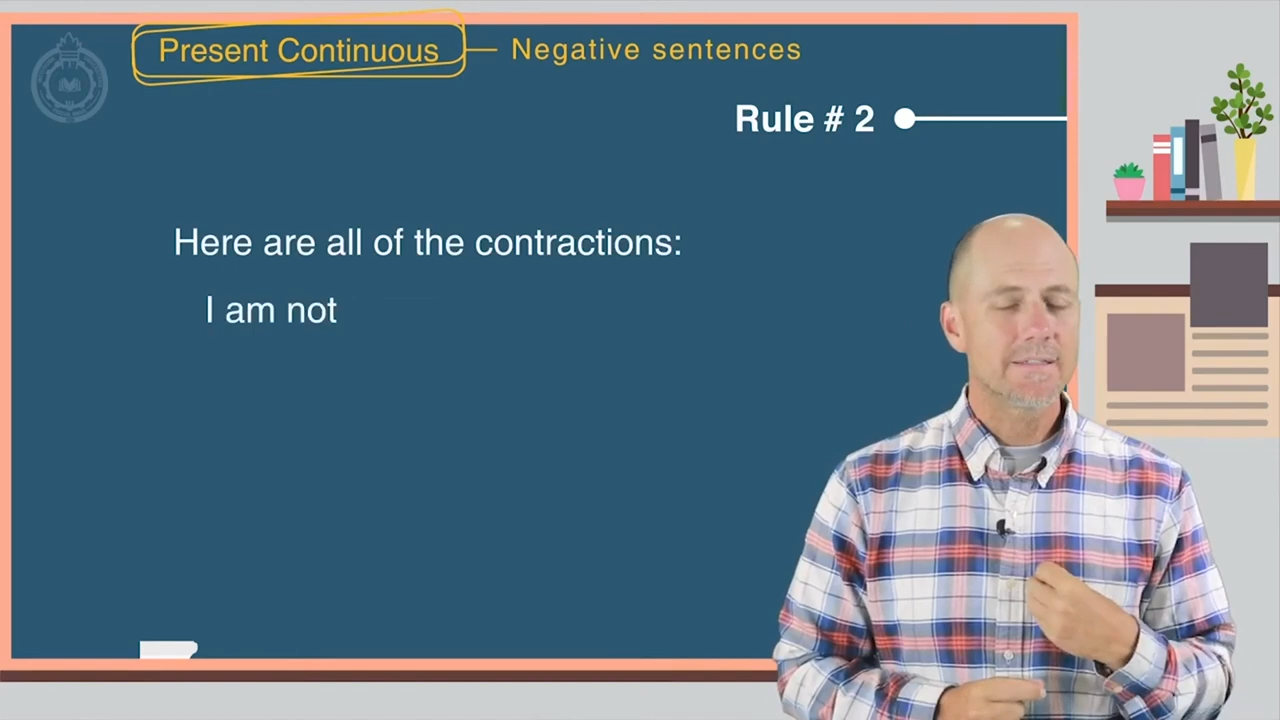 Present Continuous — Negative sentences
Rule # 2
Here are all of the contractions:
I am not